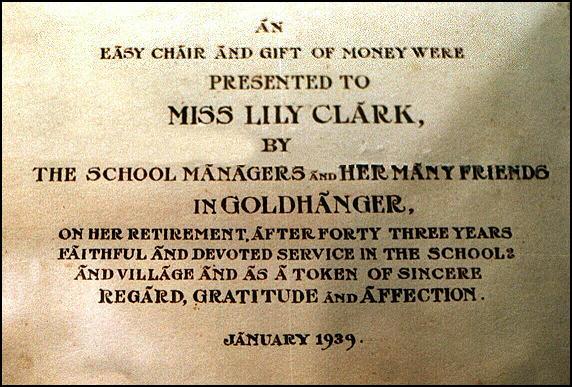 AN
EASY CHAIR AND GIFT OF MONEY WERE
PRESENTED TO
MISS LILY CLARK,
BY
THE SCHOOL MANAGERS AND HER MANY FRIENDS
IN GOLDHANGER,
ON HER RETIREMENT, AFTER FORTY THREE YEARS
FAITHFUL AND DEVOTED SERVICE IN THE SCHOOLS
AND VILLAGE AND AS A TOKEN OF SINCERE
REGARD, GRATITUDE AND AFFECTION.
JANUARY 1939.